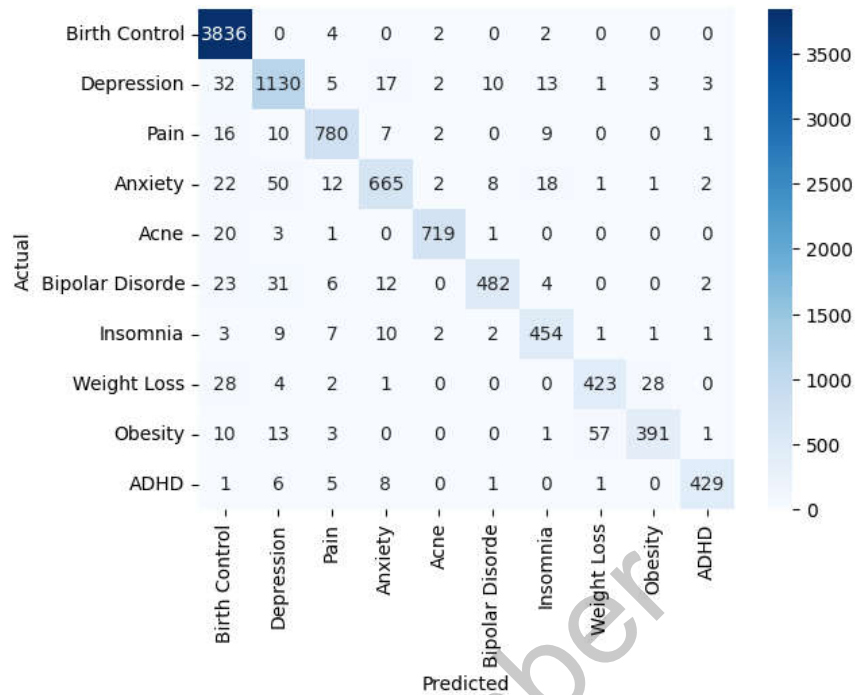 Birth Control 3836 0 4 0 2 0 2 0 0 0
Depression 32 1130 5 17 2 10 13 1 3 3
Pain 16 10 780 7 2 0 9 0 0 1
Anxiety 22 50 12 665 2 8 18 1 1 2
Acne 20 3 1 0 719 1 0 0 0 0
Bipolar Disorde 23 31 6 12 0 482 4 0 0 2
Insomnia 3 9 7 10 2 2 454 1 1 1
Weight Loss 28 4 2 1 0 0 0 423 28 0
Obesity 10 13 3 0 0 0 1 57 391 1
ADHD 1 6 5 8 0 1 0 1 0 429
Actual
Birth Control
Depression
Pain
Anxiety
Acne
Bipolar Disorde
Insomnia
Weight Loss
Obesity
ADHD
Predicted
3500
3000
2500
2000
1500
1000
500
0